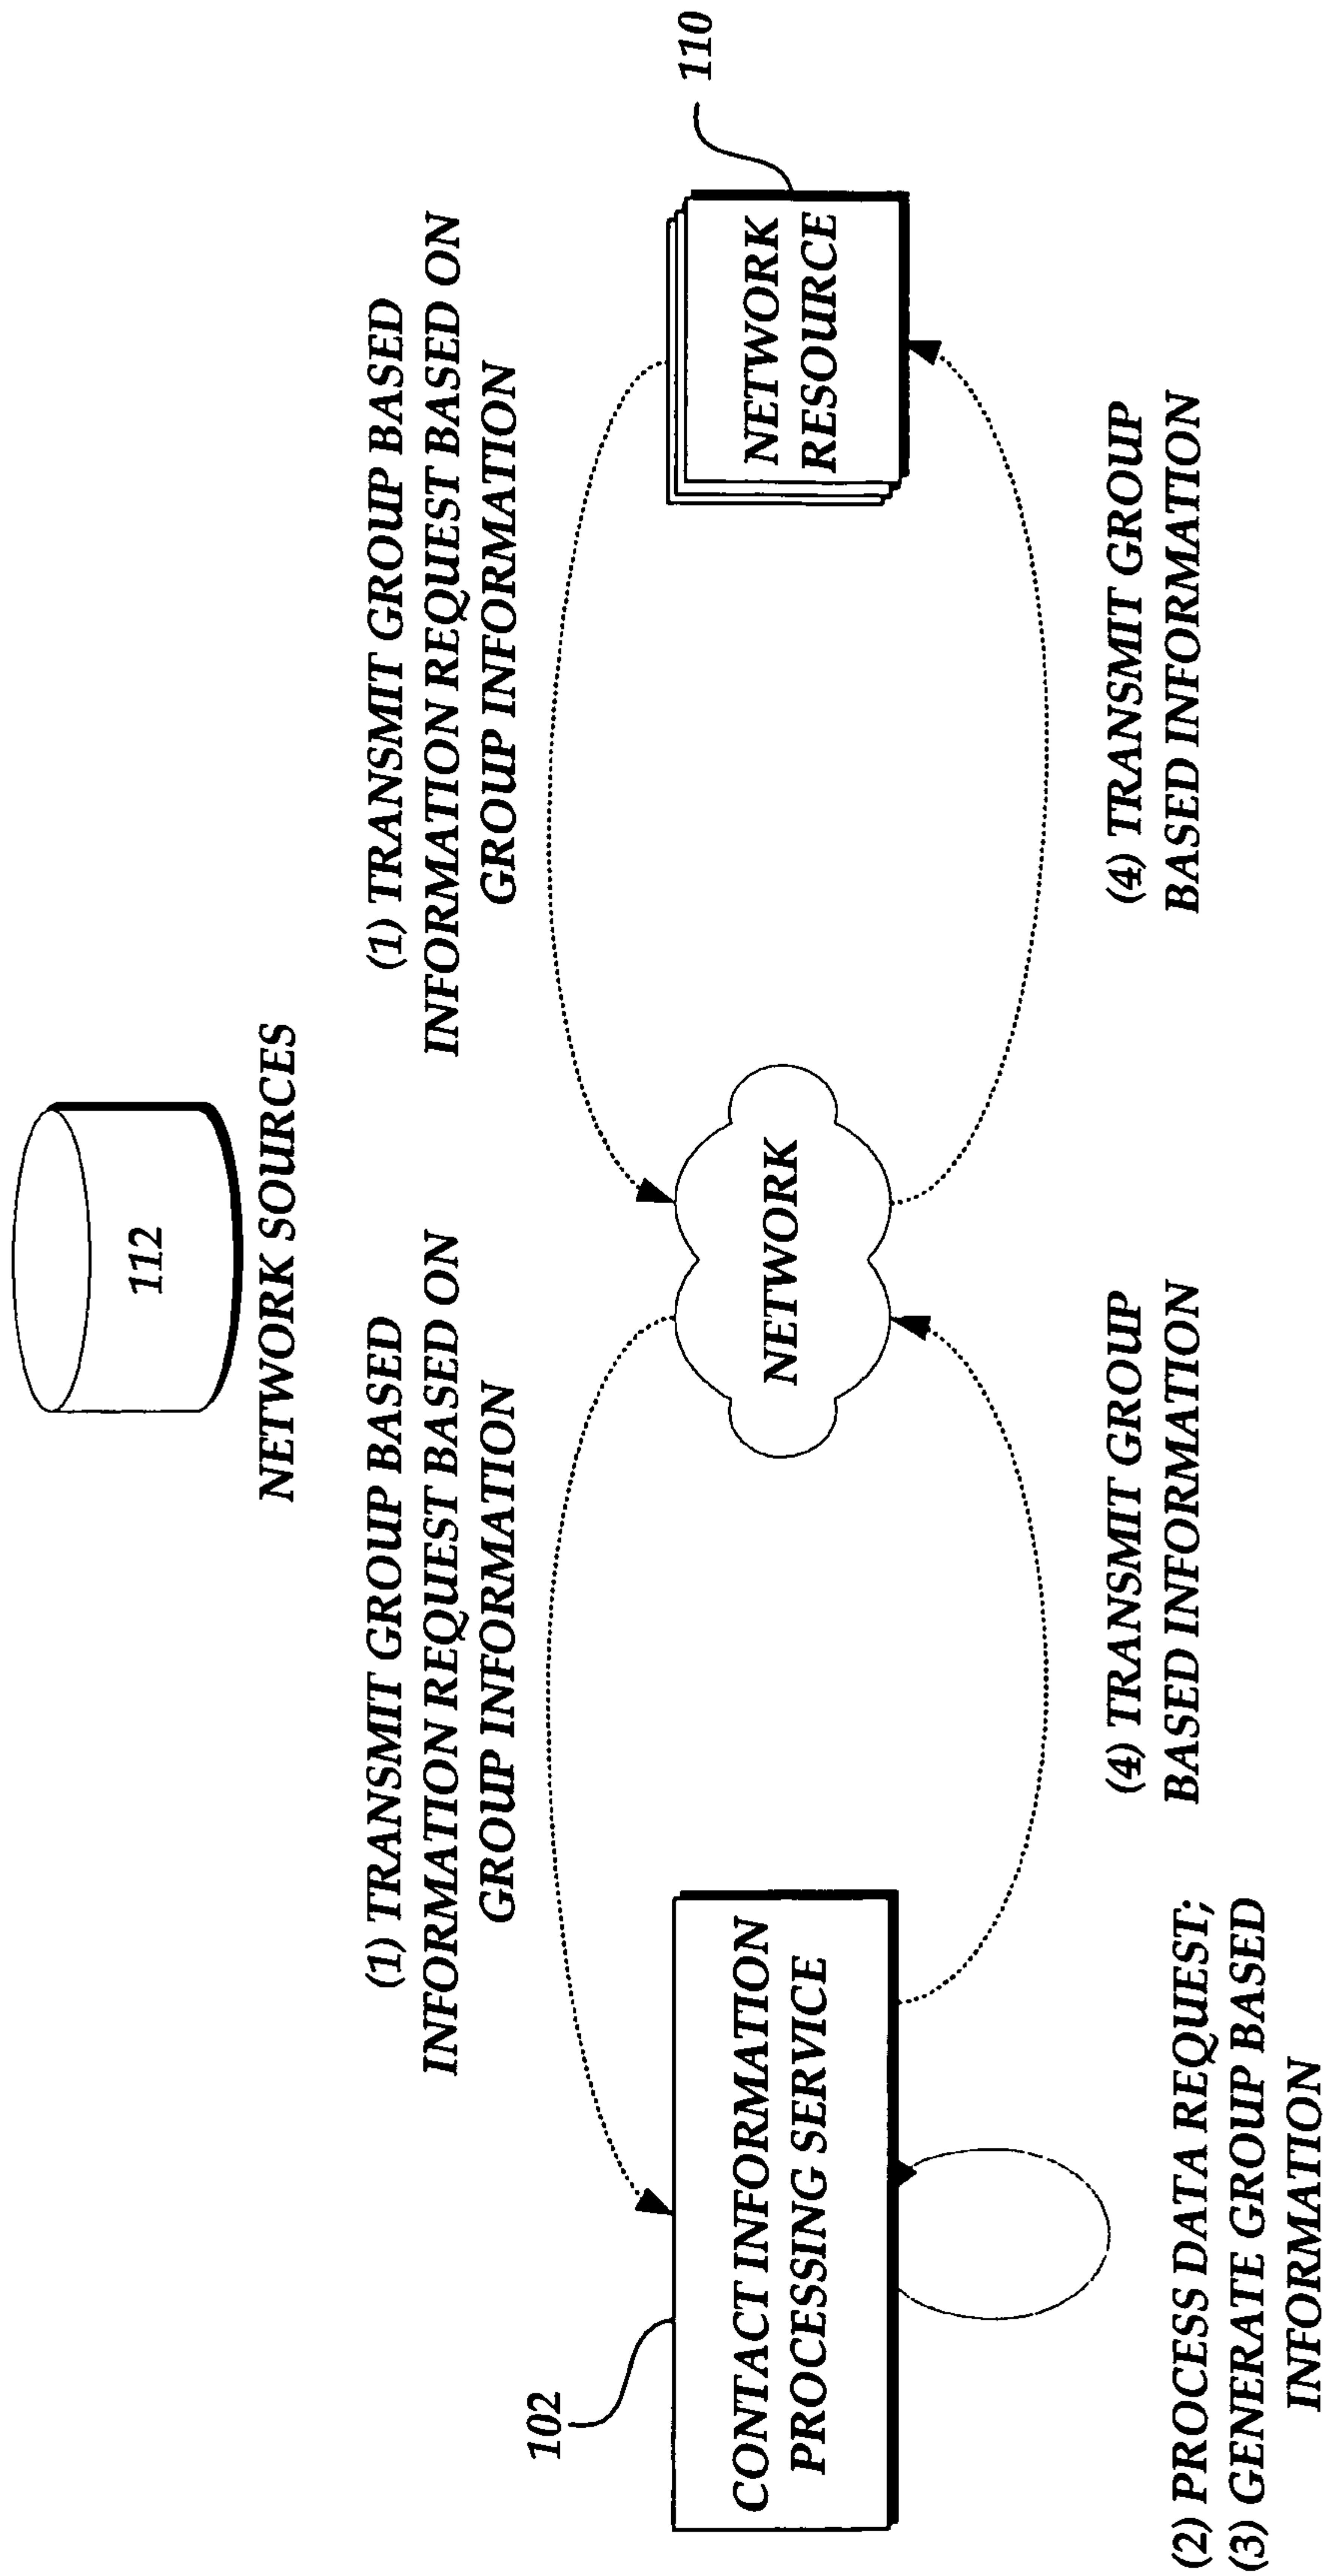 112
NETWORK SOURCES
(1) TRANSMIT GROUP BASED
INFORMATION REQUEST BASED ON
GROUP INFORMATION
(1) TRANSMIT GROUP BASED
INFORMATION REQUEST BASED ON
GROUP INFORMATION
102
CONTACT INFORMATION
PROCESSING SERVICE
NETWORK
110
NETWORK
RESOURCE
(4) TRANSMIT GROUP
BASED INFORMATION
(4) TRANSMIT GROUP
BASED INFORMATION
(2) PROCESS DATA REQUEST;
(3) GENERATE GROUP BASED
INFORMATION